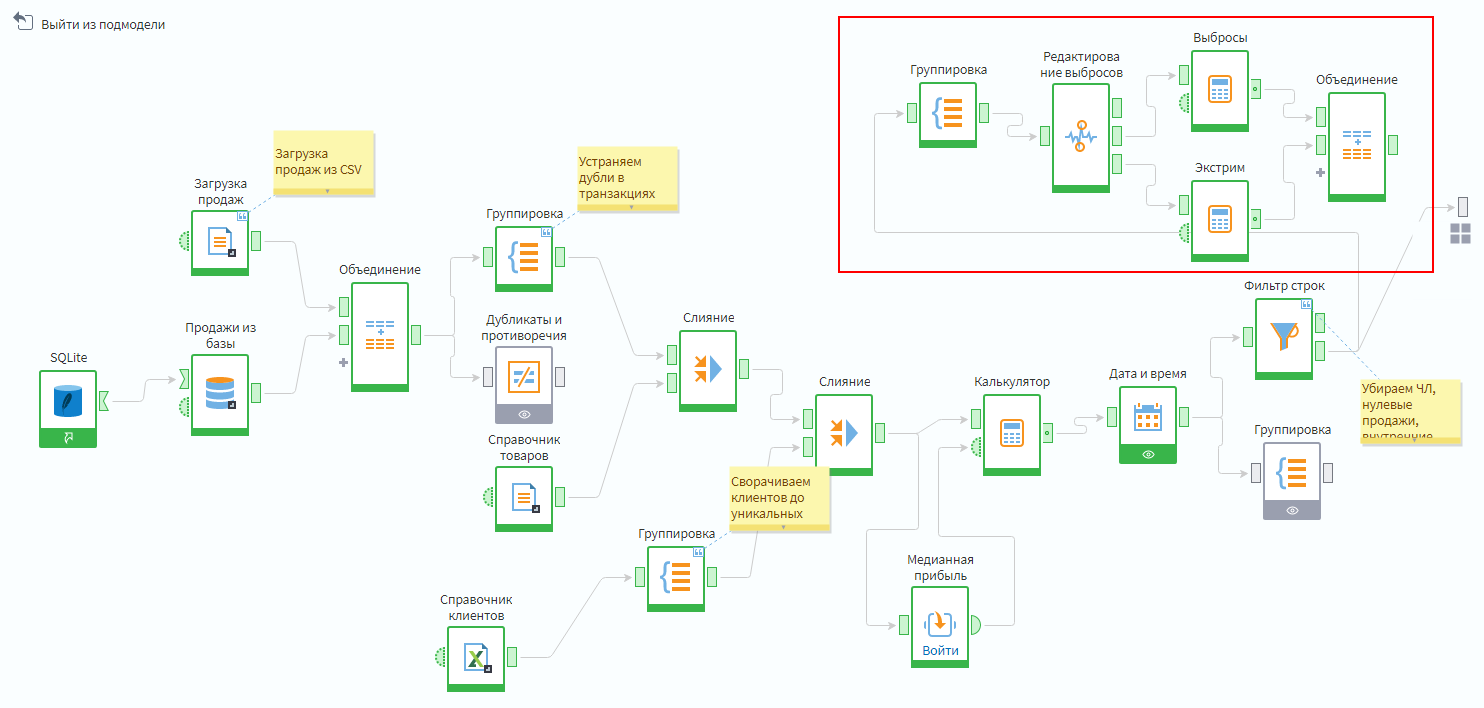 Выйти из подмодели
Выбросы
Редактирова
ние выбросов
Группировка
Объединение
Экстрим
Загрузка
продаж из CSV
Устраняем
дубли в
транзакциях
Загрузка
продаж
Группировка
Объединение
Фильтр строк
Дубликаты и
противоречия
Слияние
Продажи из
базы
SQLite
Слияние
Калькулятор
Дата и время
Убираем ЧЛ,
нулевые
продажи,
внутренние
Группировка
Справочник
товаров
Сворачиваем
клиентов до
уникальных
Группировка
Медианная
прибыль
Войти
Справочник
клиентов